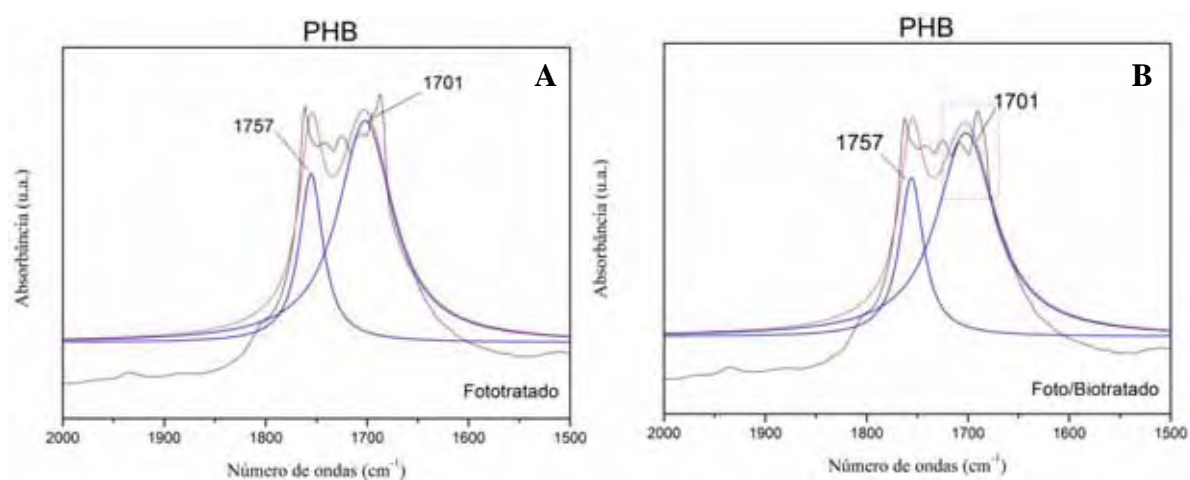 PHB
A
1701
1757
Absorbância (u.a.)
Fototratado
2000 1900 1800 1700 1600 1500
Número de ondas (cm⁻¹)
PHB
B
1701
1757
Absorbância (u.a.)
Foto/Biotratado
2000 1900 1800 1700 1600 1500
Número de ondas (cm⁻¹)